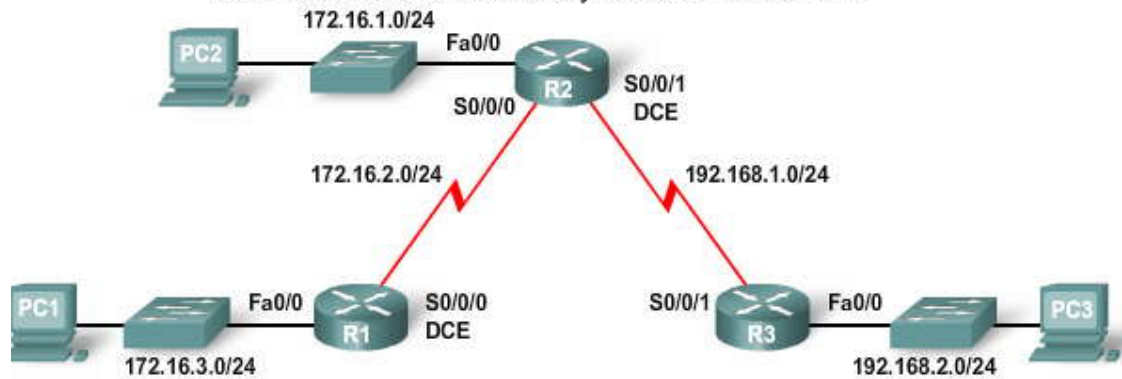 172.16.1.0/24
PC2
Fa0/0
R2
S0/0/1
DCE
S0/0/0
172.16.2.0/24
192.168.1.0/24
PC1
Fa0/0
R1
S0/0/0
DCE
S0/0/1
R3
Fa0/0
PC3
172.16.3.0/24
192.168.2.0/24